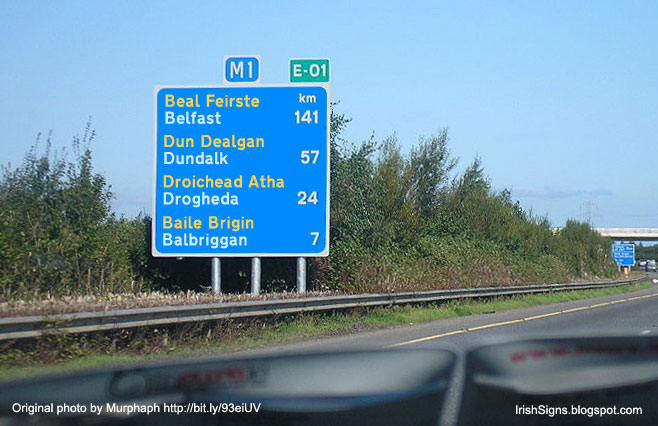 M1
E-01
km
Beal Feirste
Belfast 141
Dun Dealgan
Dundalk 57
Droichead Atha
Drogheda 24
Baile Brigin
Balbriggan 7
Original photo by Murphaph http://bit.ly/93eiUV
IrishSigns.blogspot.com